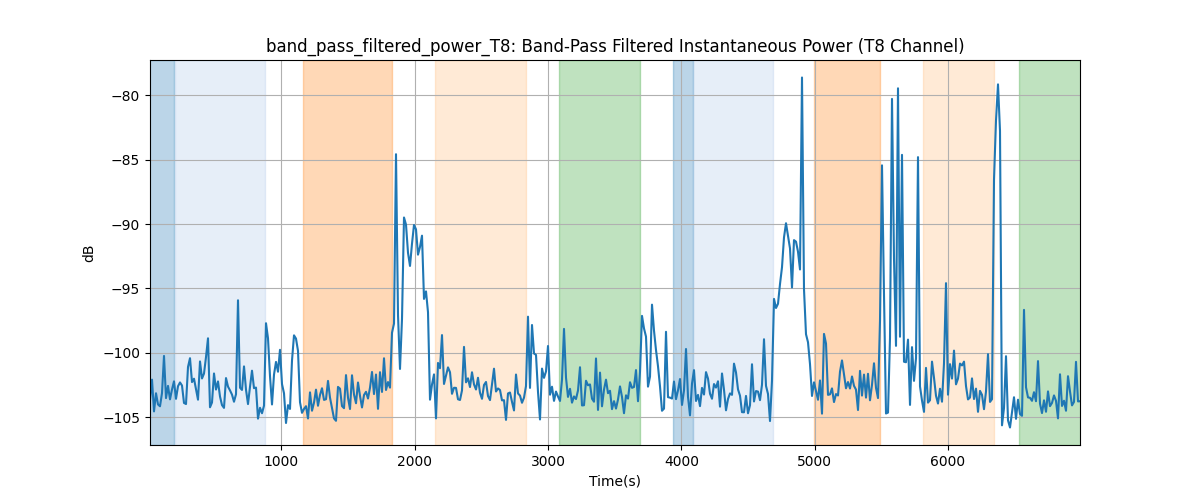 band_pass_filtered_power_T8: Band-Pass Filtered Instantaneous Power (T8 Channel)
−80
−85
−90
−95
−100
−105
dB
1000 2000 3000 4000 5000 6000
Time(s)